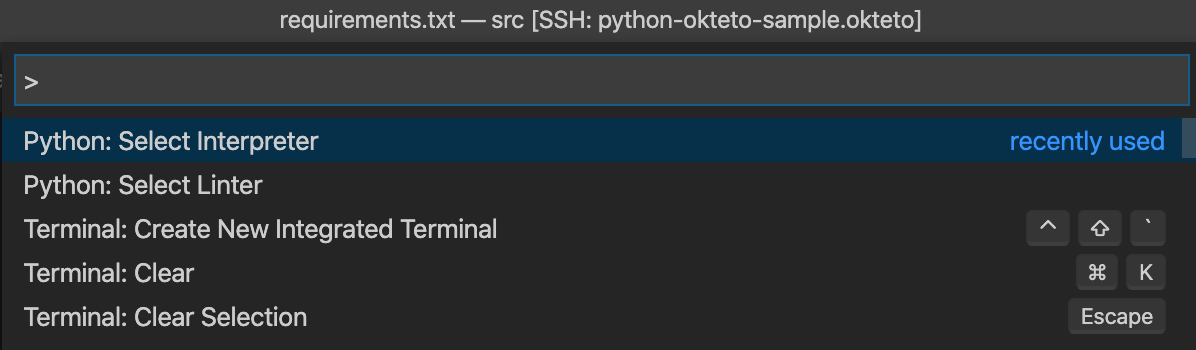 requirements.txt — src [SSH: python-okteto-sample.okteto]
>
Python: Select Interpreter recently used
Python: Select Linter
Terminal: Create New Integrated Terminal ^ ⇧ `
Terminal: Clear ⌘ K
Terminal: Clear Selection Escape